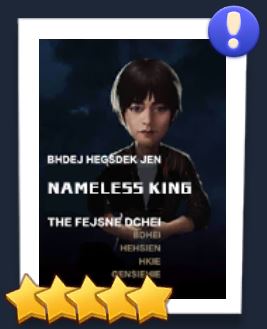 BHDEJ HEGSDEK JEN
NAMELESS KING
THE FEJSNE DCHEI
BDHEI
HEHSIEN
HKIE
GENSIEHIE